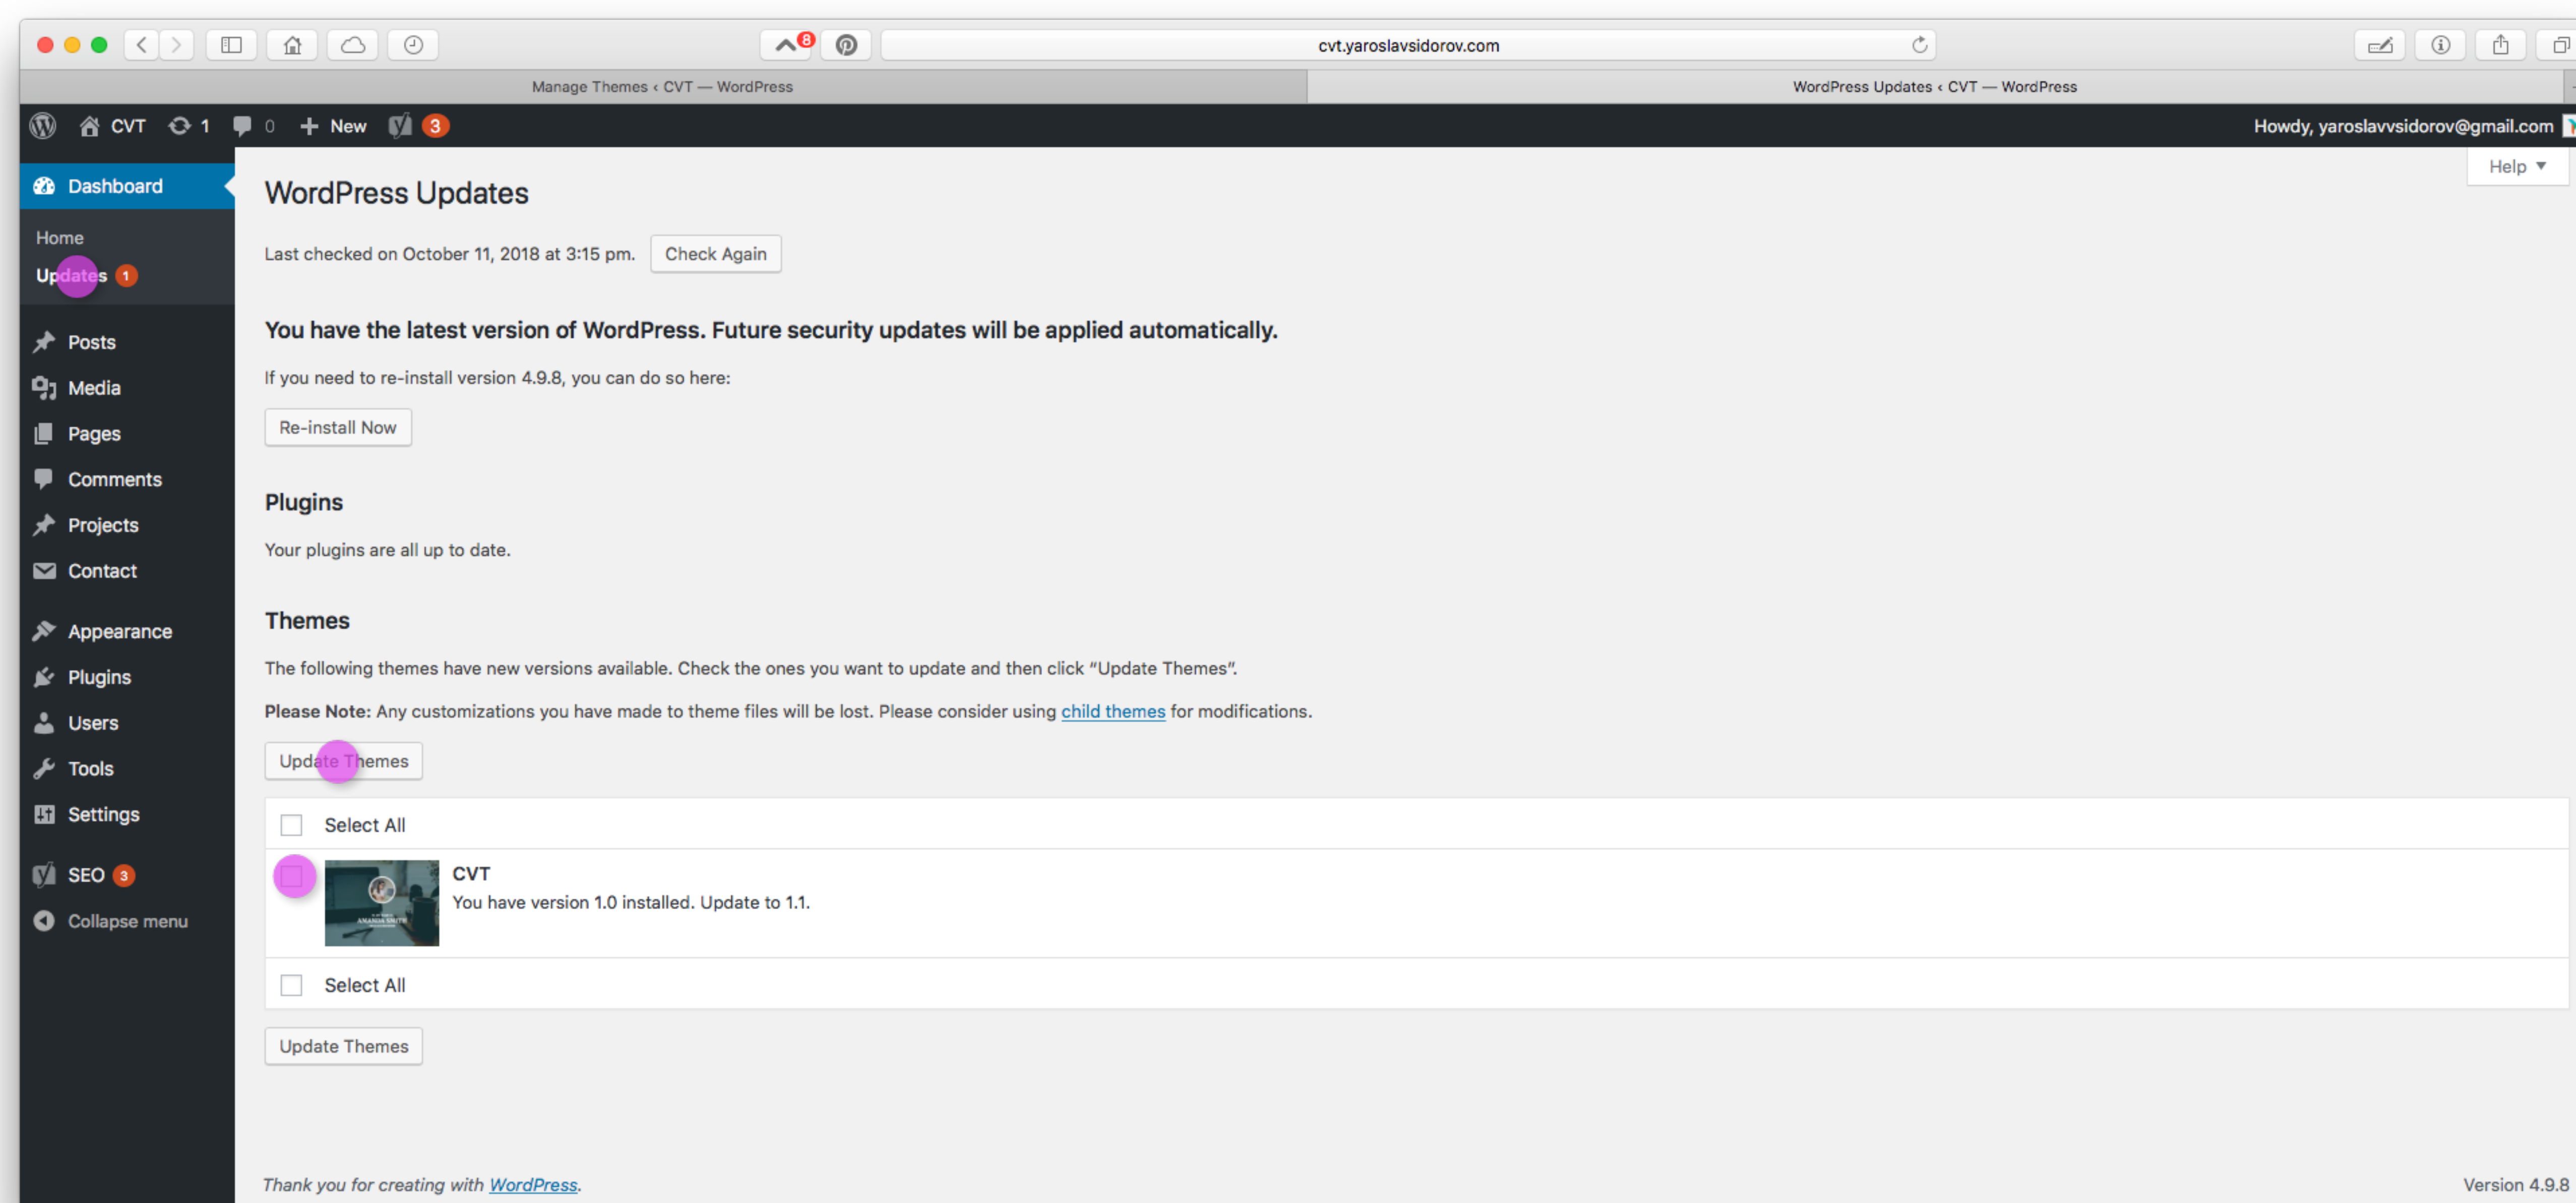 8
cvt.yaroslavsidorov.com
Manage Themes ‹ CVT — WordPress
WordPress Updates ‹ CVT — WordPress
CVT 1 0 + New 3
Howdy, yaroslavvsidorov@gmail.com
Help ▼
Dashboard
Home
Updates 1
Posts
Media
Pages
Comments
Projects
Contact
Appearance
Plugins
Users
Tools
Settings
SEO 3
Collapse menu
WordPress Updates
Last checked on October 11, 2018 at 3:15 pm. Check Again
You have the latest version of WordPress. Future security updates will be applied automatically.
If you need to re-install version 4.9.8, you can do so here:
Re-install Now
Plugins
Your plugins are all up to date.
Themes
The following themes have new versions available. Check the ones you want to update and then click “Update Themes”.
Please Note: Any customizations you have made to theme files will be lost. Please consider using child themes for modifications.
Update Themes
Select All
AMANDA SMITH
CVT
You have version 1.0 installed. Update to 1.1.
Select All
Update Themes
Thank you for creating with WordPress.
Version 4.9.8